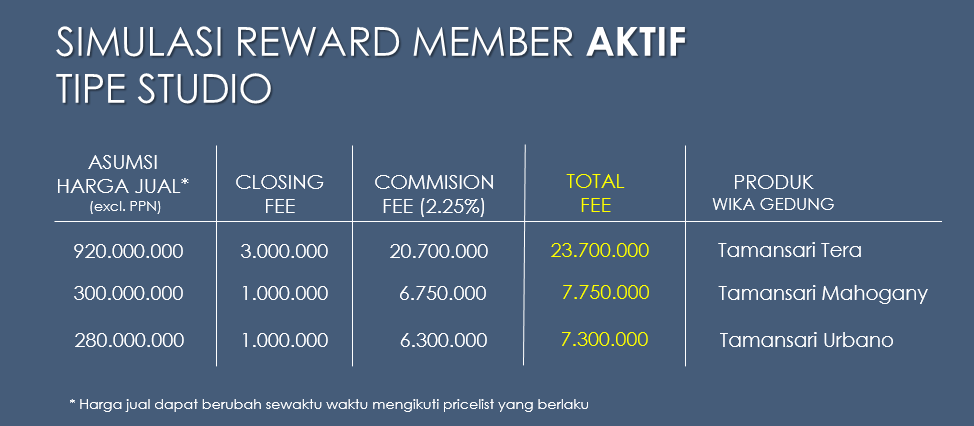 SIMULASI REWARD MEMBER AKTIF
TIPE STUDIO
ASUMSI
HARGA JUAL*
(excl. PPN)
CLOSING
FEE
COMMISION
FEE (2.25%)
TOTAL
FEE
PRODUK
WIKA GEDUNG
920.000.000 3.000.000 20.700.000 23.700.000 Tamansari Tera
300.000.000 1.000.000 6.750.000 7.750.000 Tamansari Mahogany
280.000.000 1.000.000 6.300.000 7.300.000 Tamansari Urbano
* Harga jual dapat berubah sewaktu waktu mengikuti pricelist yang berlaku